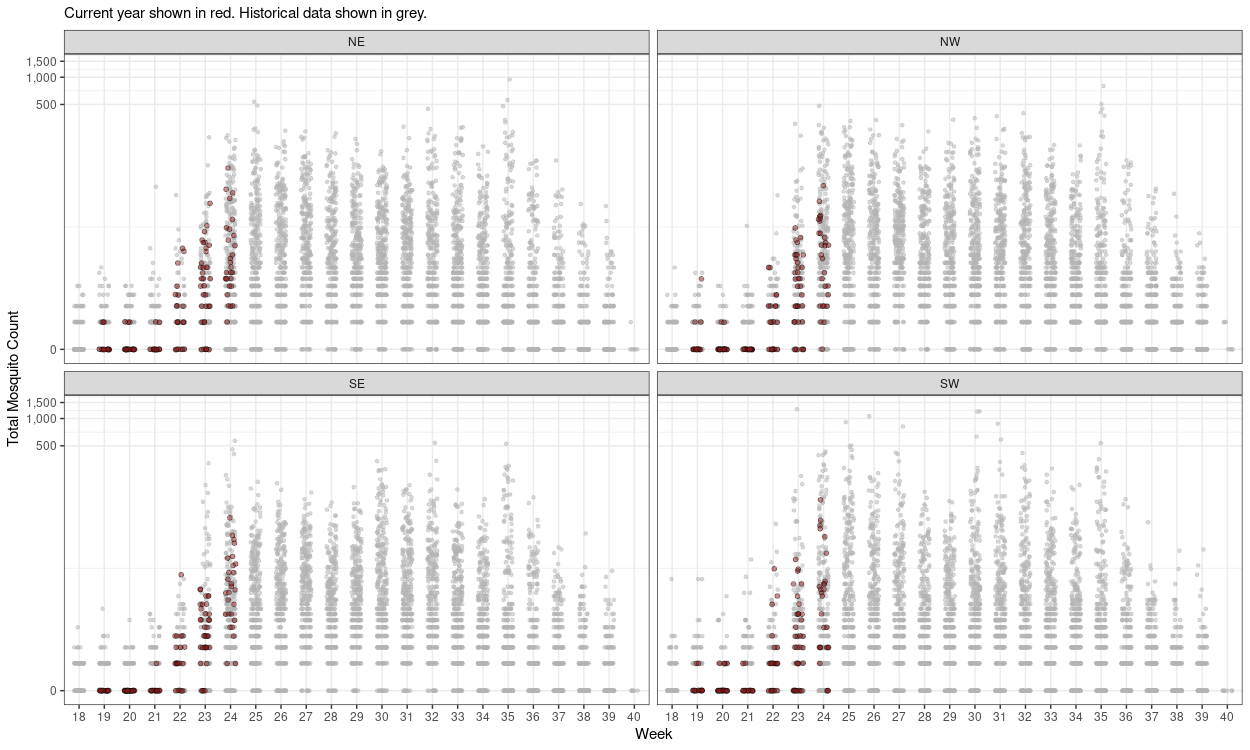 Current year shown in red. Historical data shown in grey.
NE
NW
1,500
1,000
500
0
SE
SW
1,500
1,000
500
0
Total Mosquito Count
18 19 20 21 22 23 24 25 26 27 28 29 30 31 32 33 34 35 36 37 38 39 40
18 19 20 21 22 23 24 25 26 27 28 29 30 31 32 33 34 35 36 37 38 39 40
Week